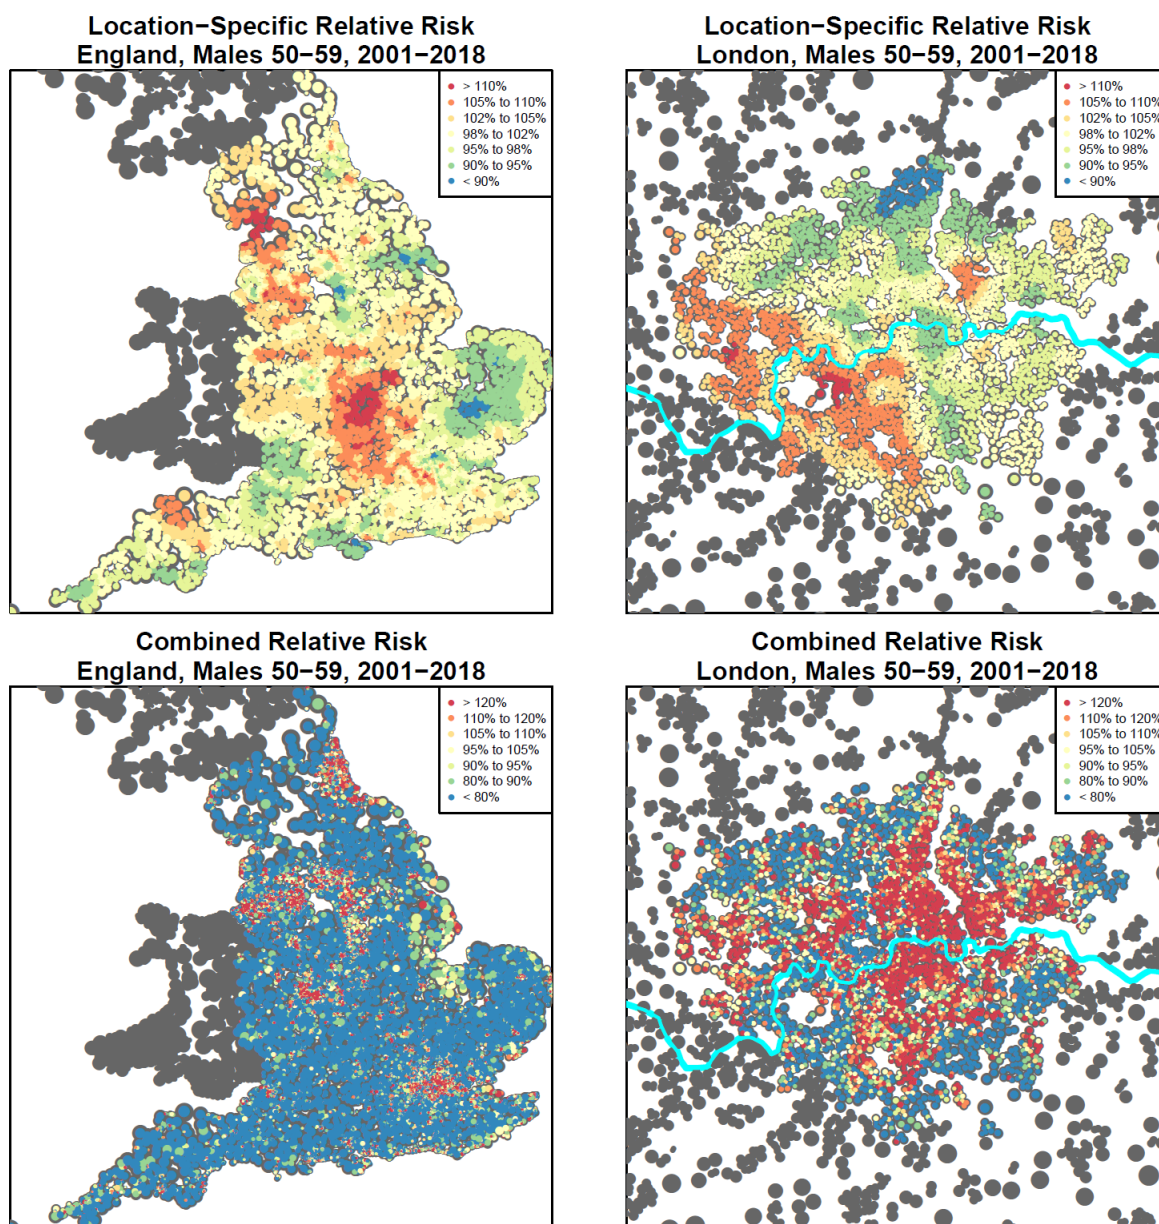 Location−Specific Relative Risk
England, Males 50−59, 2001−2018
> 110%
105% to 110%
102% to 105%
98% to 102%
95% to 98%
90% to 95%
< 90%
Location−Specific Relative Risk
London, Males 50−59, 2001−2018
> 110%
105% to 110%
102% to 105%
98% to 102%
95% to 98%
90% to 95%
< 90%
Combined Relative Risk
England, Males 50−59, 2001−2018
> 120%
110% to 120%
105% to 110%
95% to 105%
90% to 95%
80% to 90%
< 80%
Combined Relative Risk
London, Males 50−59, 2001−2018
> 120%
110% to 120%
105% to 110%
95% to 105%
90% to 95%
80% to 90%
< 80%